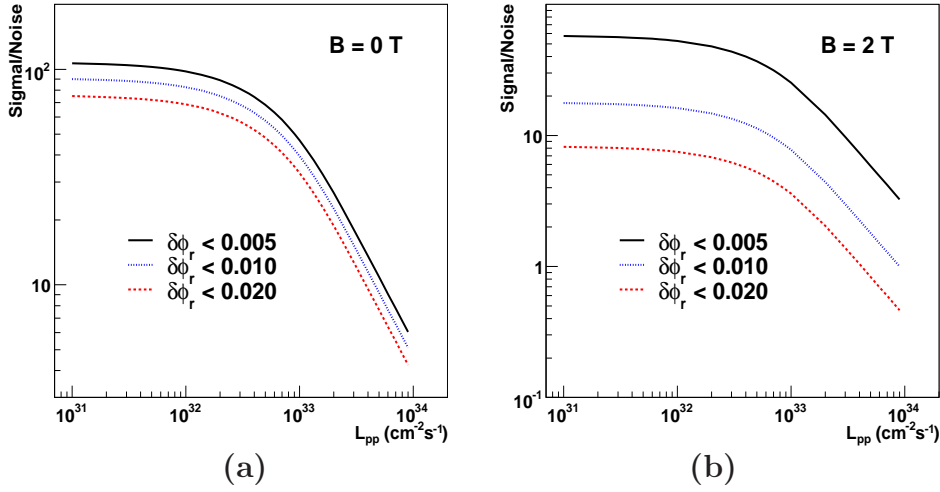 Sigmal/Noise
B = 0 T
10²
10
δϕr < 0.005
δϕr < 0.010
δϕr < 0.020
10³¹ 10³² 10³³ 10³⁴
Lpp (cm⁻²s⁻¹)
(a)
Signal/Noise
B = 2 T
10
1
10⁻¹
δϕr < 0.005
δϕr < 0.010
δϕr < 0.020
10³¹ 10³² 10³³ 10³⁴
Lpp (cm⁻²s⁻¹)
(b)